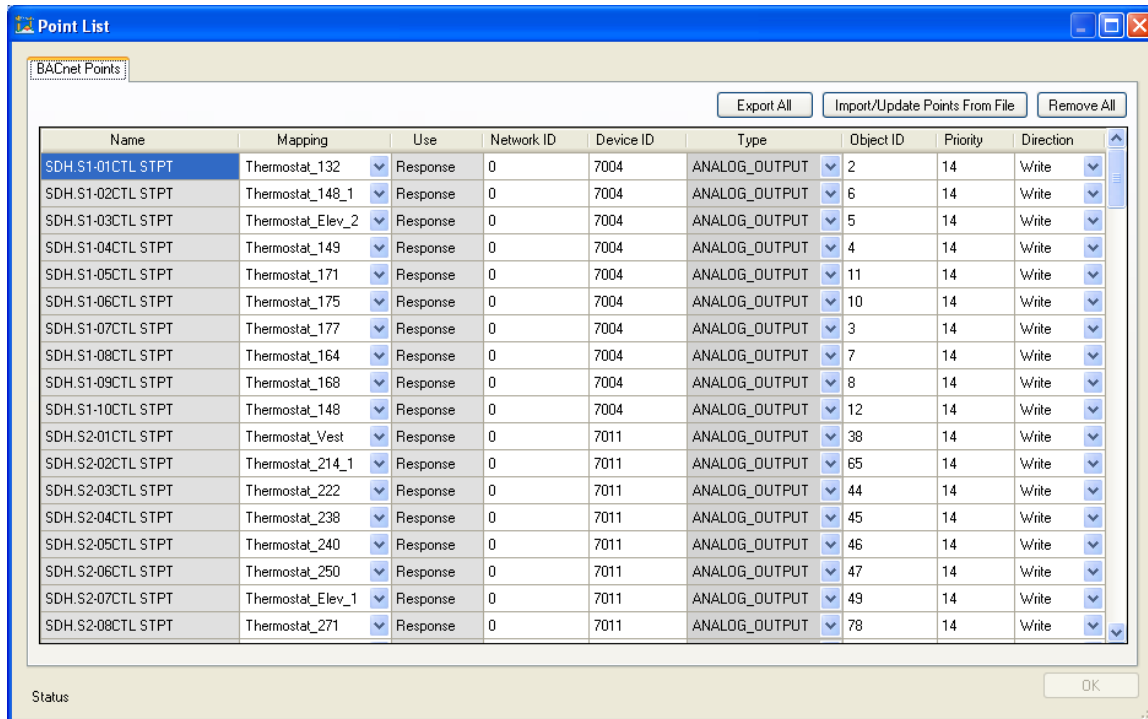 Point List
BACnet Points
Export All Import/Update Points From File Remove All
Name Mapping Use Network ID Device ID Type Object ID Priority Direction
SDH.S1-01CTL STPT Thermostat_132 Response 0 7004 ANALOG_OUTPUT 2 14 Write
SDH.S1-02CTL STPT Thermostat_148_1 Response 0 7004 ANALOG_OUTPUT 6 14 Write
SDH.S1-03CTL STPT Thermostat_Elev_2 Response 0 7004 ANALOG_OUTPUT 5 14 Write
SDH.S1-04CTL STPT Thermostat_149 Response 0 7004 ANALOG_OUTPUT 4 14 Write
SDH.S1-05CTL STPT Thermostat_171 Response 0 7004 ANALOG_OUTPUT 11 14 Write
SDH.S1-06CTL STPT Thermostat_175 Response 0 7004 ANALOG_OUTPUT 10 14 Write
SDH.S1-07CTL STPT Thermostat_177 Response 0 7004 ANALOG_OUTPUT 3 14 Write
SDH.S1-08CTL STPT Thermostat_164 Response 0 7004 ANALOG_OUTPUT 7 14 Write
SDH.S1-09CTL STPT Thermostat_168 Response 0 7004 ANALOG_OUTPUT 8 14 Write
SDH.S1-10CTL STPT Thermostat_148 Response 0 7004 ANALOG_OUTPUT 12 14 Write
SDH.S2-01CTL STPT Thermostat_Vest Response 0 7011 ANALOG_OUTPUT 38 14 Write
SDH.S2-02CTL STPT Thermostat_214_1 Response 0 7011 ANALOG_OUTPUT 65 14 Write
SDH.S2-03CTL STPT Thermostat_222 Response 0 7011 ANALOG_OUTPUT 44 14 Write
SDH.S2-04CTL STPT Thermostat_238 Response 0 7011 ANALOG_OUTPUT 45 14 Write
SDH.S2-05CTL STPT Thermostat_240 Response 0 7011 ANALOG_OUTPUT 46 14 Write
SDH.S2-06CTL STPT Thermostat_250 Response 0 7011 ANALOG_OUTPUT 47 14 Write
SDH.S2-07CTL STPT Thermostat_Elev_1 Response 0 7011 ANALOG_OUTPUT 49 14 Write
SDH.S2-08CTL STPT Thermostat_271 Response 0 7011 ANALOG_OUTPUT 78 14 Write
OK
Status